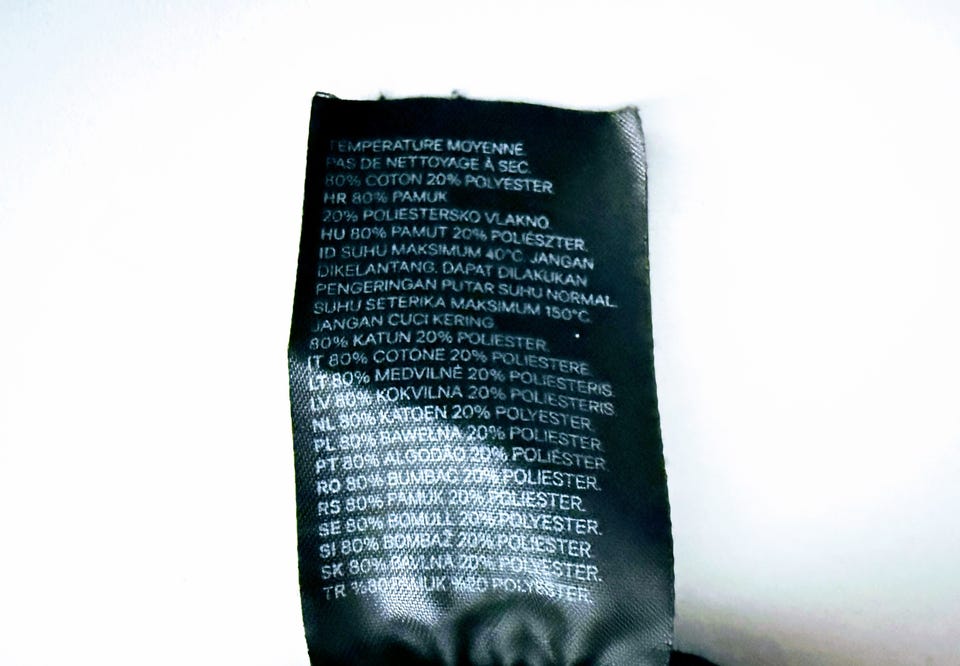 TEMPÉRATURE MOYENNE.
PAS DE NETTOYAGE À SEC.
80% COTON 20% POLYESTER
HR 80% PAMUK
20% POLIESTERSKO VLAKNO.
HU 80% PAMUT 20% POLIÉSZTER.
ID SUHU MAKSIMUM 40°C. JANGAN
DIKELANTANG. DAPAT DILAKUKAN
PENGERINGAN PUTAR SUHU NORMAL.
SUHU SETERIKA MAKSIMUM 150°C.
JANGAN CUCI KERING.
80% KATUN 20% POLIESTER.
IT 80% COTONE 20% POLIESTERE.
LT 80% MEDVILNĖ 20% POLIESTERIS.
LV 80% KOKVILNA 20% POLIESTERIS.
NL 80% KATOEN 20% POLYESTER.
PL 80% BAWEŁNA 20% POLIESTER.
PT 80% ALGODÃO 20% POLIÉSTER.
RO 80% BUMBAC 20% POLIESTER.
RS 80% PAMUK 20% POLIESTER.
SE 80% BOMULL 20% POLYESTER.
SI 80% BOMBAŽ 20% POLIESTER.
SK 80% BAVLNA 20% POLIESTER.
TR %80 PAMUK %20 POLYESTER.